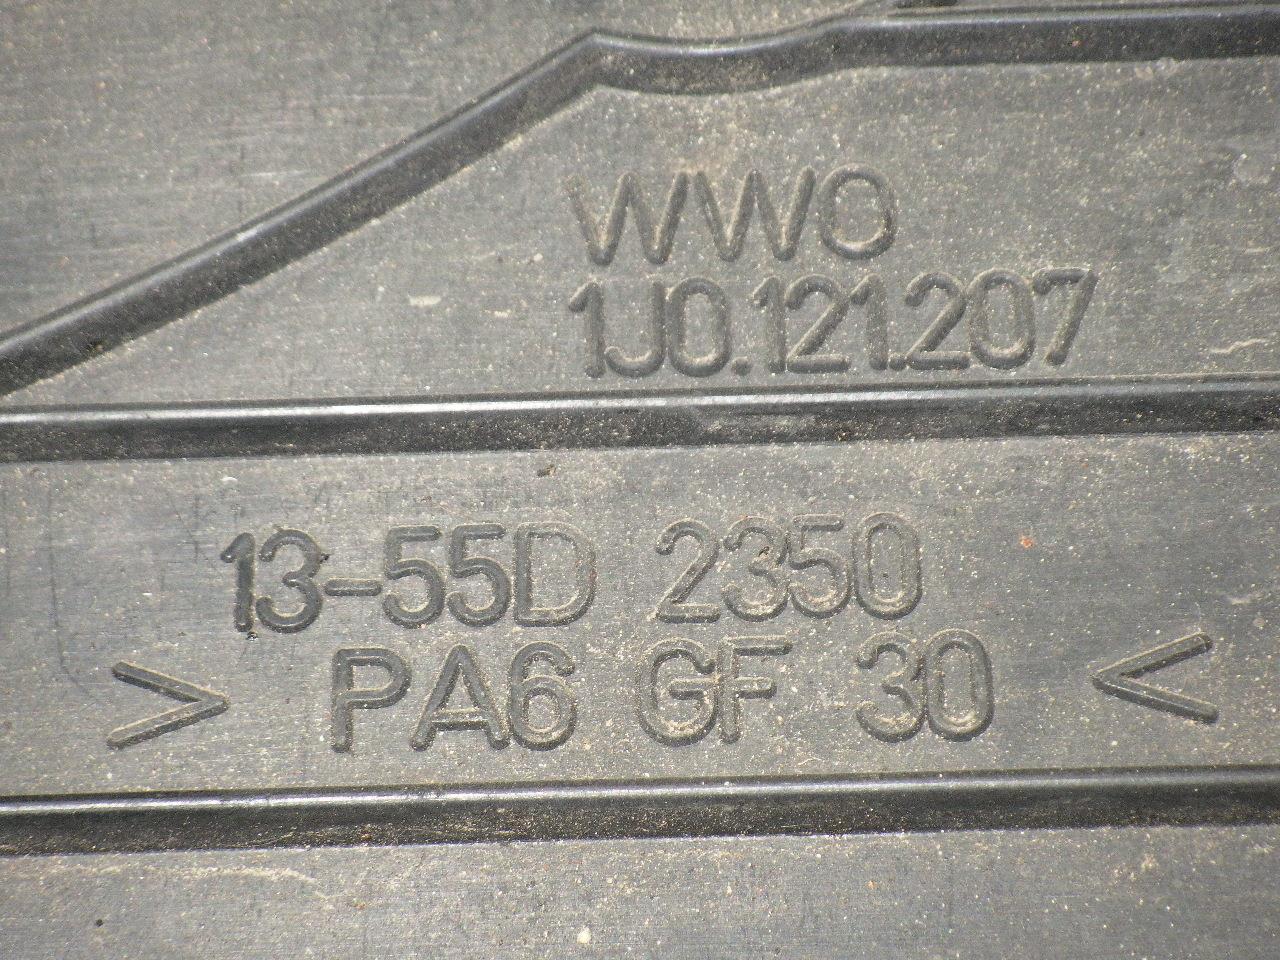 WWO
1J0.121.207
13-55D 2350
> PA6 GF 30 <